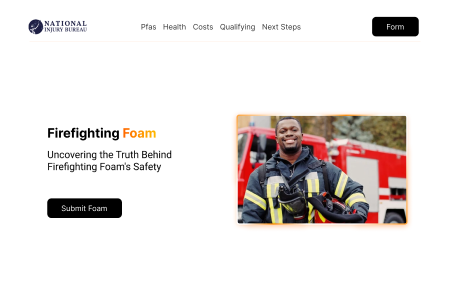 NATIONAL
INJURY BUREAU
Pfas Health Costs Qualifying Next Steps
Form
Firefighting Foam
Uncovering the Truth Behind
Firefighting Foam's Safety
Submit Foam